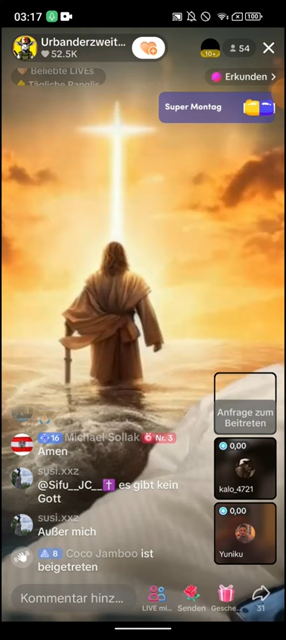 03:17
100
Urbanderzweit...
52.5K
10+
54
Beliebte LIVEs
Erkunden >
Tägliche Ranglis
Super Montag
16 Michael Sollak Nr. 3
Amen
susi.xxz
@Sifu__JC__✝️ es gibt kein
Gott
susi.xxz
Außer mich
8 Coco Jamboo ist
beigetreten
Anfrage zum
Beitreten
0,00
kalo_4721
0,00
Yuniku
Kommentar hinz...
LIVE mi...
Senden
Gesche...
31